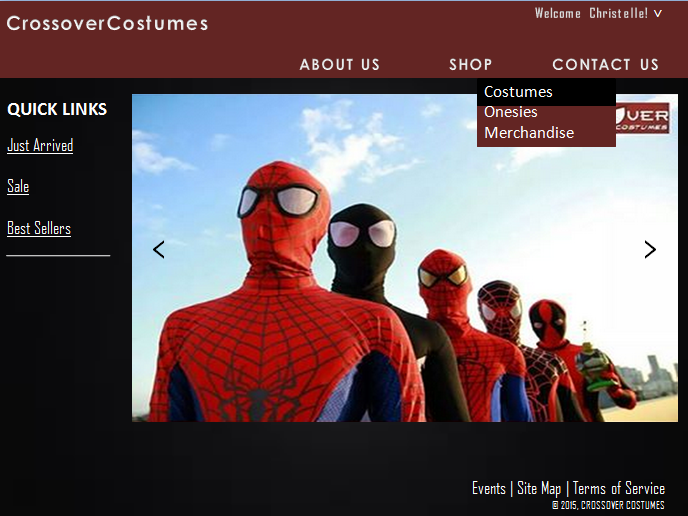 CrossoverCostumes
Welcome Christelle! v
ABOUT US SHOP CONTACT US
Costumes
Onesies
Merchandise
QUICK LINKS
Just Arrived
Sale
Best Sellers
VER
COSTUMES
< >
Events | Site Map | Terms of Service
© 2015, CROSSOVER COSTUMES